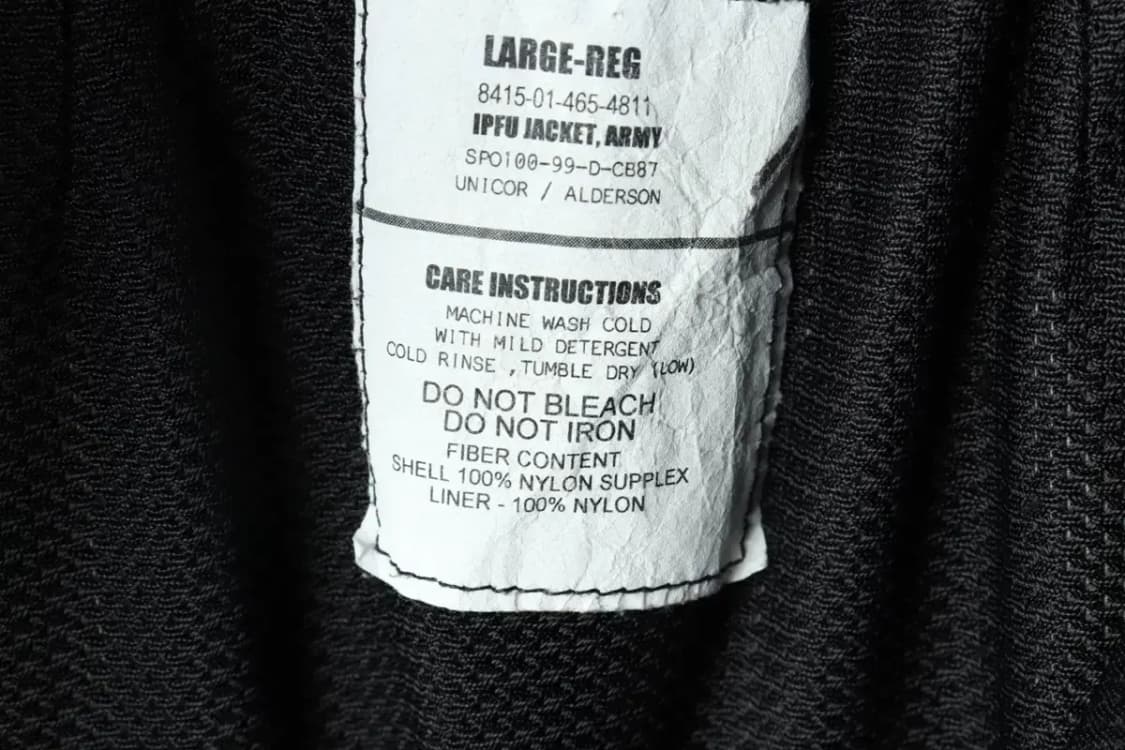 LARGE-REG
8415-01-465-4811
IPFU JACKET, ARMY
SPO100-99-D-CB87
UNICOR / ALDERSON
CARE INSTRUCTIONS
MACHINE WASH COLD
WITH MILD DETERGENT
COLD RINSE ,TUMBLE DRY (LOW)
DO NOT BLEACH
DO NOT IRON
FIBER CONTENT
SHELL 100% NYLON SUPPLEX
LINER - 100% NYLON